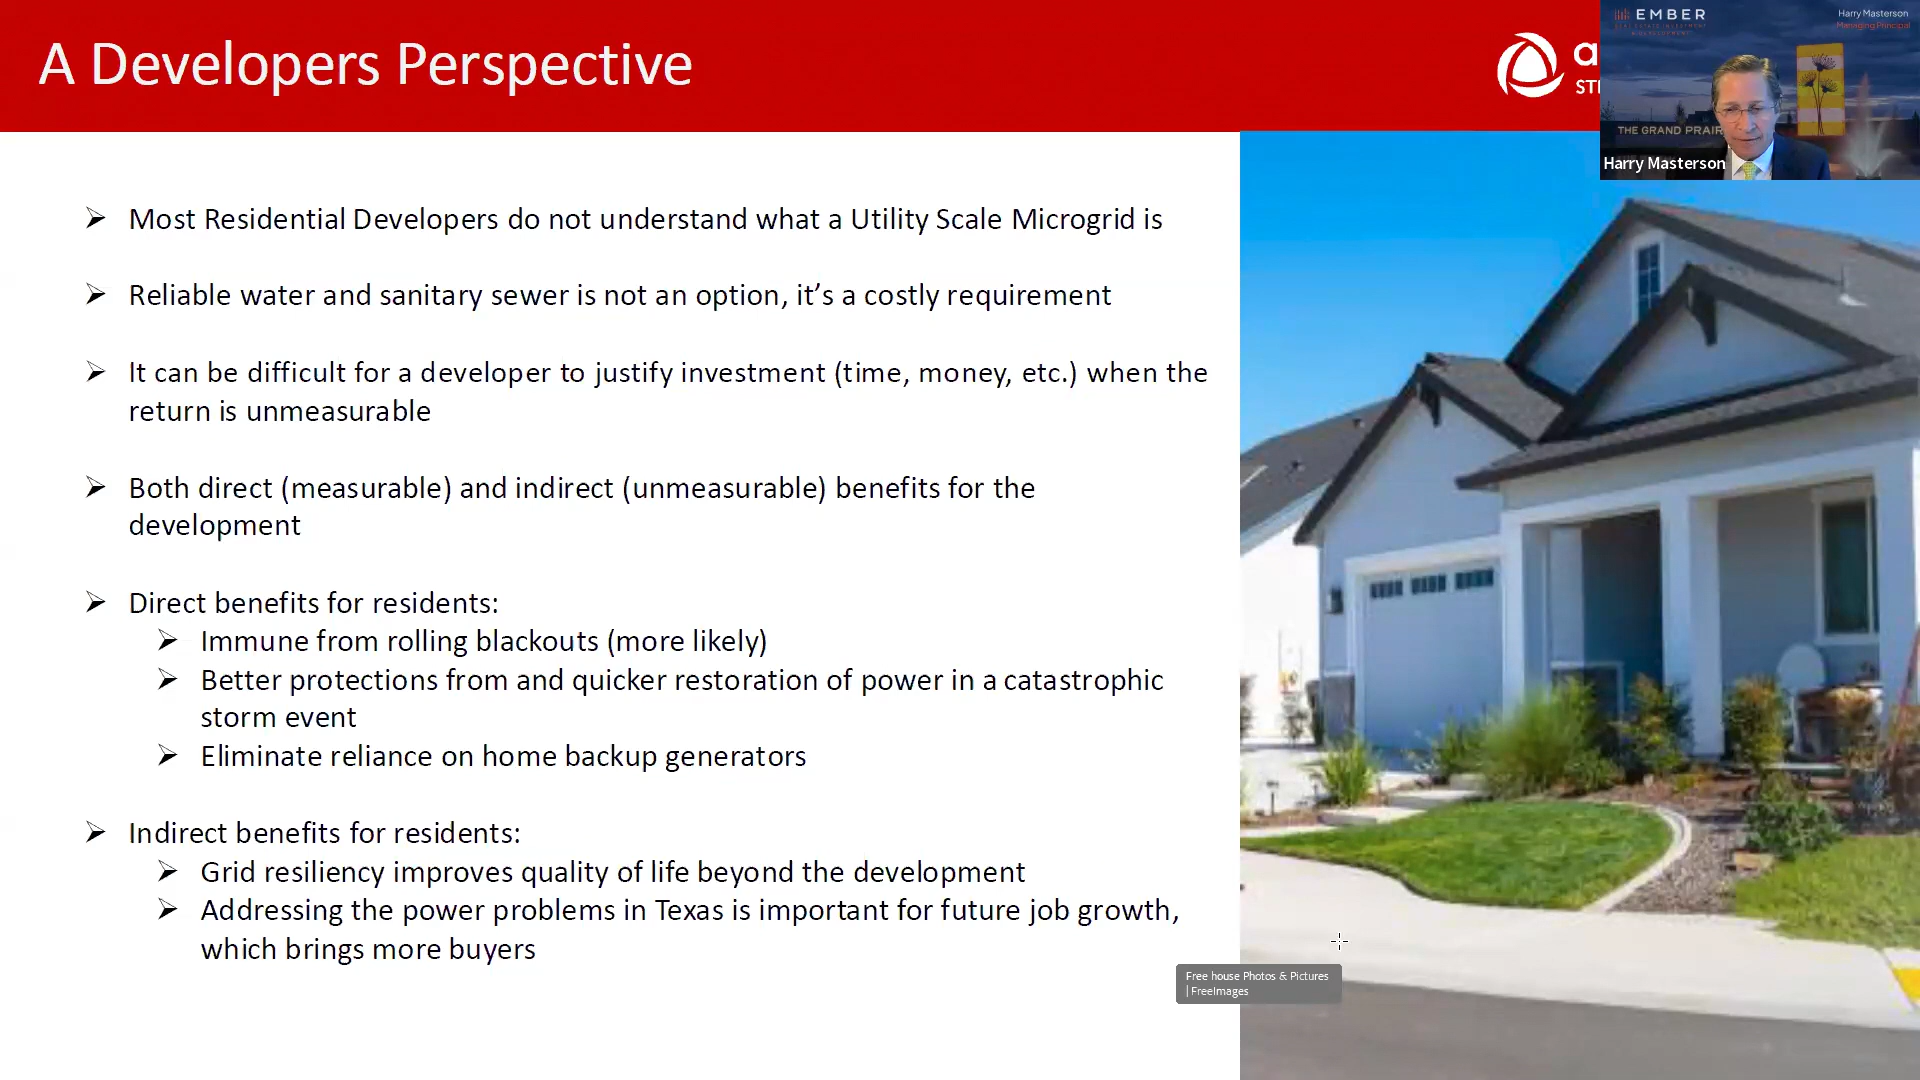 A Developers Perspective
a
ST
EMBER
Harry Masterson
Managing Principal
THE GRAND PRAIR
Harry Masterson
➢ Most Residential Developers do not understand what a Utility Scale Microgrid is
➢ Reliable water and sanitary sewer is not an option, it’s a costly requirement
➢ It can be difficult for a developer to justify investment (time, money, etc.) when the
return is unmeasurable
➢ Both direct (measurable) and indirect (unmeasurable) benefits for the
development
➢ Direct benefits for residents:
➢ Immune from rolling blackouts (more likely)
➢ Better protections from and quicker restoration of power in a catastrophic
storm event
➢ Eliminate reliance on home backup generators
➢ Indirect benefits for residents:
➢ Grid resiliency improves quality of life beyond the development
➢ Addressing the power problems in Texas is important for future job growth,
which brings more buyers
Free house Photos & Pictures
| FreeImages